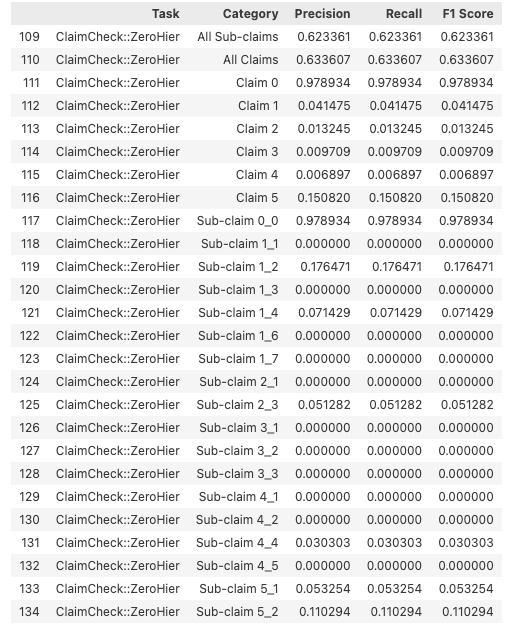 Task Category Precision Recall F1 Score
109 ClaimCheck::ZeroHier All Sub-claims 0.623361 0.623361 0.623361
110 ClaimCheck::ZeroHier All Claims 0.633607 0.633607 0.633607
111 ClaimCheck::ZeroHier Claim 0 0.978934 0.978934 0.978934
112 ClaimCheck::ZeroHier Claim 1 0.041475 0.041475 0.041475
113 ClaimCheck::ZeroHier Claim 2 0.013245 0.013245 0.013245
114 ClaimCheck::ZeroHier Claim 3 0.009709 0.009709 0.009709
115 ClaimCheck::ZeroHier Claim 4 0.006897 0.006897 0.006897
116 ClaimCheck::ZeroHier Claim 5 0.150820 0.150820 0.150820
117 ClaimCheck::ZeroHier Sub-claim 0_0 0.978934 0.978934 0.978934
118 ClaimCheck::ZeroHier Sub-claim 1_1 0.000000 0.000000 0.000000
119 ClaimCheck::ZeroHier Sub-claim 1_2 0.176471 0.176471 0.176471
120 ClaimCheck::ZeroHier Sub-claim 1_3 0.000000 0.000000 0.000000
121 ClaimCheck::ZeroHier Sub-claim 1_4 0.071429 0.071429 0.071429
122 ClaimCheck::ZeroHier Sub-claim 1_6 0.000000 0.000000 0.000000
123 ClaimCheck::ZeroHier Sub-claim 1_7 0.000000 0.000000 0.000000
124 ClaimCheck::ZeroHier Sub-claim 2_1 0.000000 0.000000 0.000000
125 ClaimCheck::ZeroHier Sub-claim 2_3 0.051282 0.051282 0.051282
126 ClaimCheck::ZeroHier Sub-claim 3_1 0.000000 0.000000 0.000000
127 ClaimCheck::ZeroHier Sub-claim 3_2 0.000000 0.000000 0.000000
128 ClaimCheck::ZeroHier Sub-claim 3_3 0.000000 0.000000 0.000000
129 ClaimCheck::ZeroHier Sub-claim 4_1 0.000000 0.000000 0.000000
130 ClaimCheck::ZeroHier Sub-claim 4_2 0.000000 0.000000 0.000000
131 ClaimCheck::ZeroHier Sub-claim 4_4 0.030303 0.030303 0.030303
132 ClaimCheck::ZeroHier Sub-claim 4_5 0.000000 0.000000 0.000000
133 ClaimCheck::ZeroHier Sub-claim 5_1 0.053254 0.053254 0.053254
134 ClaimCheck::ZeroHier Sub-claim 5_2 0.110294 0.110294 0.110294